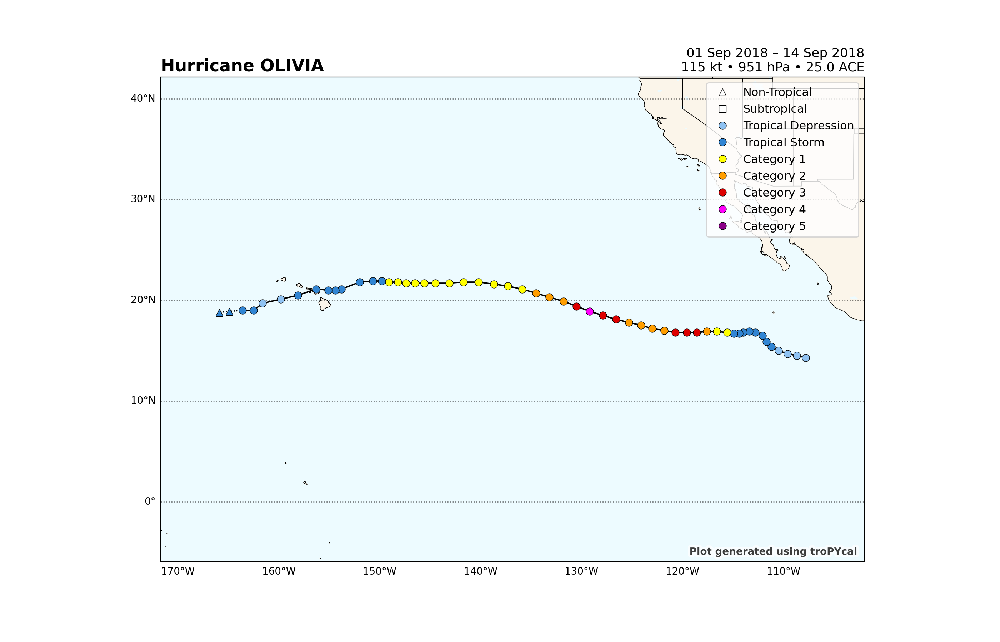 Hurricane OLIVIA
01 Sep 2018 – 14 Sep 2018
115 kt • 951 hPa • 25.0 ACE
Non-Tropical
Subtropical
Tropical Depression
Tropical Storm
Category 1
Category 2
Category 3
Category 4
Category 5
40°N
30°N
20°N
10°N
0°
Plot generated using troPYcal
170°W
160°W
150°W
140°W
130°W
120°W
110°W